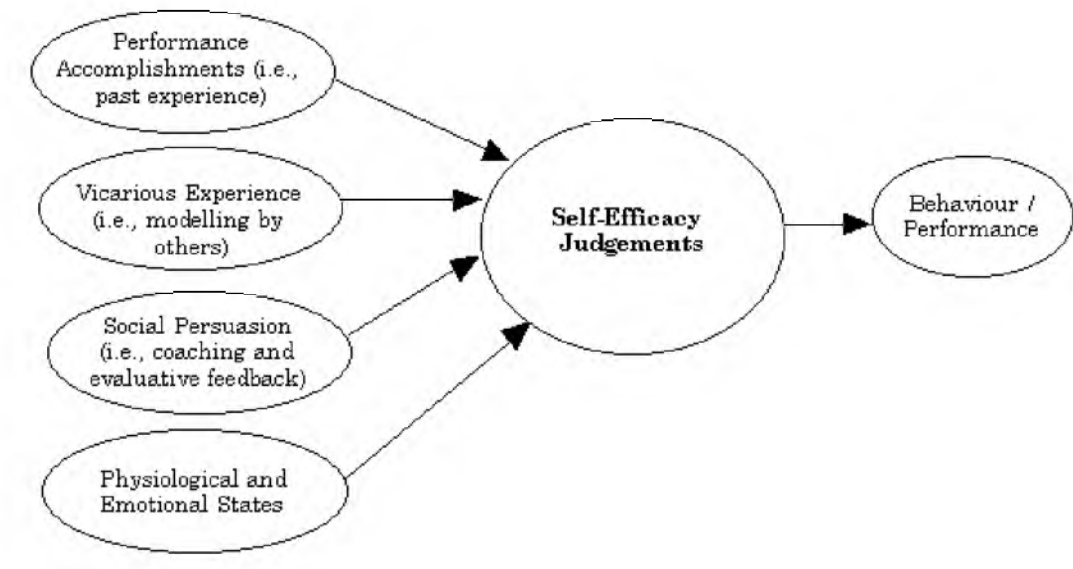 Performance
Accomplishments (i.e.,
past experience)
Vicarious Experience
(i.e., modelling by
others)
Social Persuasion
(i.e., coaching and
evaluative feedback)
Physiological and
Emotional States
Self-Efficacy
Judgements
Behaviour /
Performance